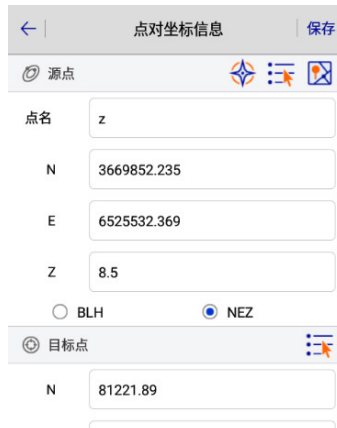 点对坐标信息 保存
源点
点名 z
N 3669852.235
E 6525532.369
Z 8.5
BLH NEZ
目标点
N 81221.89